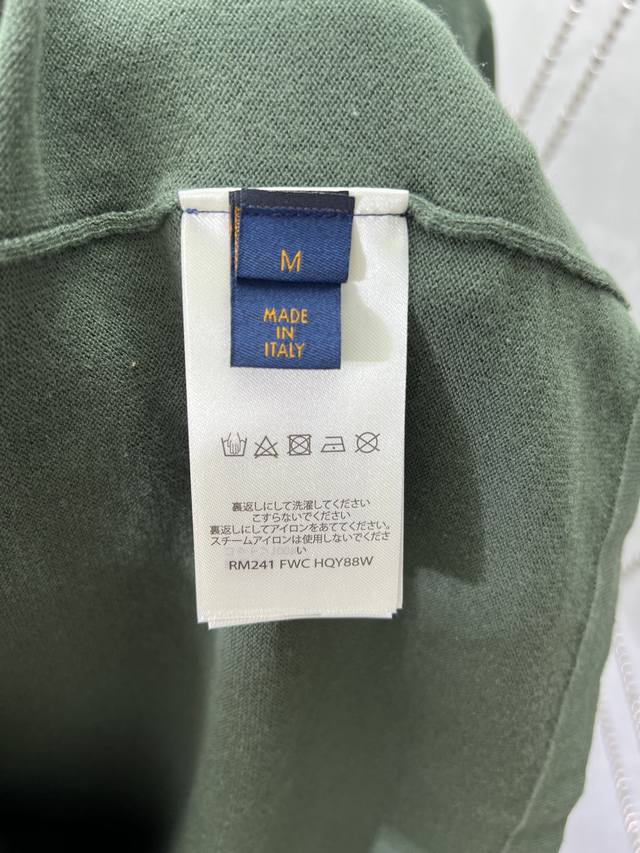 M
MADE
IN
ITALY
裏返しにして洗濯してください
こすらないでください
裏返しにしてアイロンをあててください。
スチームアイロンは使用しないでくださ
い
RM241 FWC HQY88W